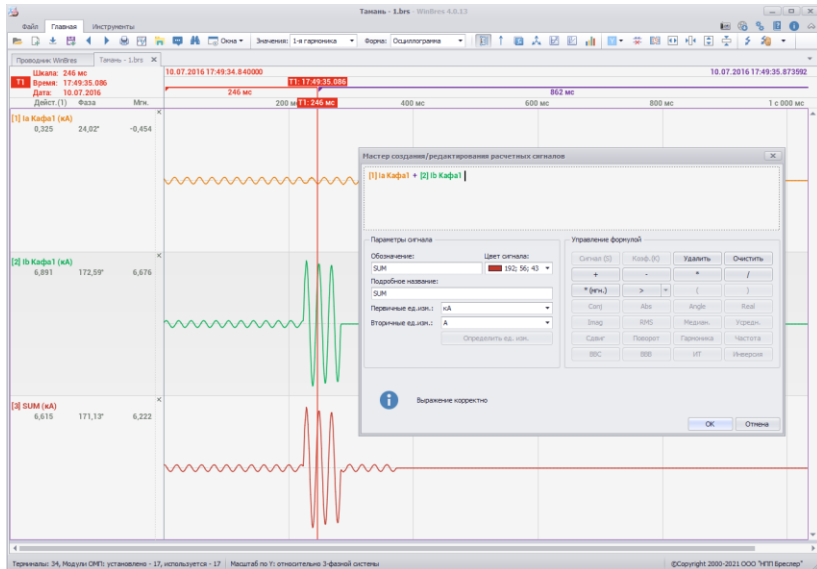 Тамань - 1.brs - WinBres 4.0.13
Файл Главная Инструменты
Окна Значения: 1-я гармоника Форма: Осциллограмма
Проводник WinBres Тамань - 1.brs
Шкала: 246 мс
T1 Время: 17:49:35.086
Дата: 10.07.2016
10.07.2016 17:49:34.840000 10.07.2016 17:49:35.873592
T1: 17:49:35.086
246 мс 862 мс
Дейст.(1) Фаза Мгн.
200 мс T1: 246 мс 400 мс 600 мс 800 мс 1 с 000 мс
[1] Ia Кафа1 (кА)
0,325 24,02° -0,454
[2] Ib Кафа1 (кА)
6,891 172,59° 6,676
[3] SUM (кА)
6,615 171,13° 6,222
Мастер создания/редактирования расчетных сигналов
[1] Ia Кафа1 + [2] Ib Кафа1
Параметры сигнала
Обозначение: Цвет сигнала:
SUM 192; 56; 43
Подробное название:
SUM
Первичные ед.изм.: кА
Вторичные ед.изм.: А
Определить ед. изм.
Управление формулой
Сигнал (S) Коэф.(K) Удалить Очистить
+ - * /
* (мгн.) > ( )
Conj Abs Angle Real
Imag RMS Медиан. Усредн.
Сдвиг Поворот Гармоника Частота
ВВС ВВВ ИТ Инверсия
Выражение корректно
ОК Отмена
Терминалы: 34, Модули ОМП: установлено - 17, используется - 17 Масштаб по Y: относительно 3-фазной системы ©Copyright 2000-2021 ООО "НПП Бреслер"